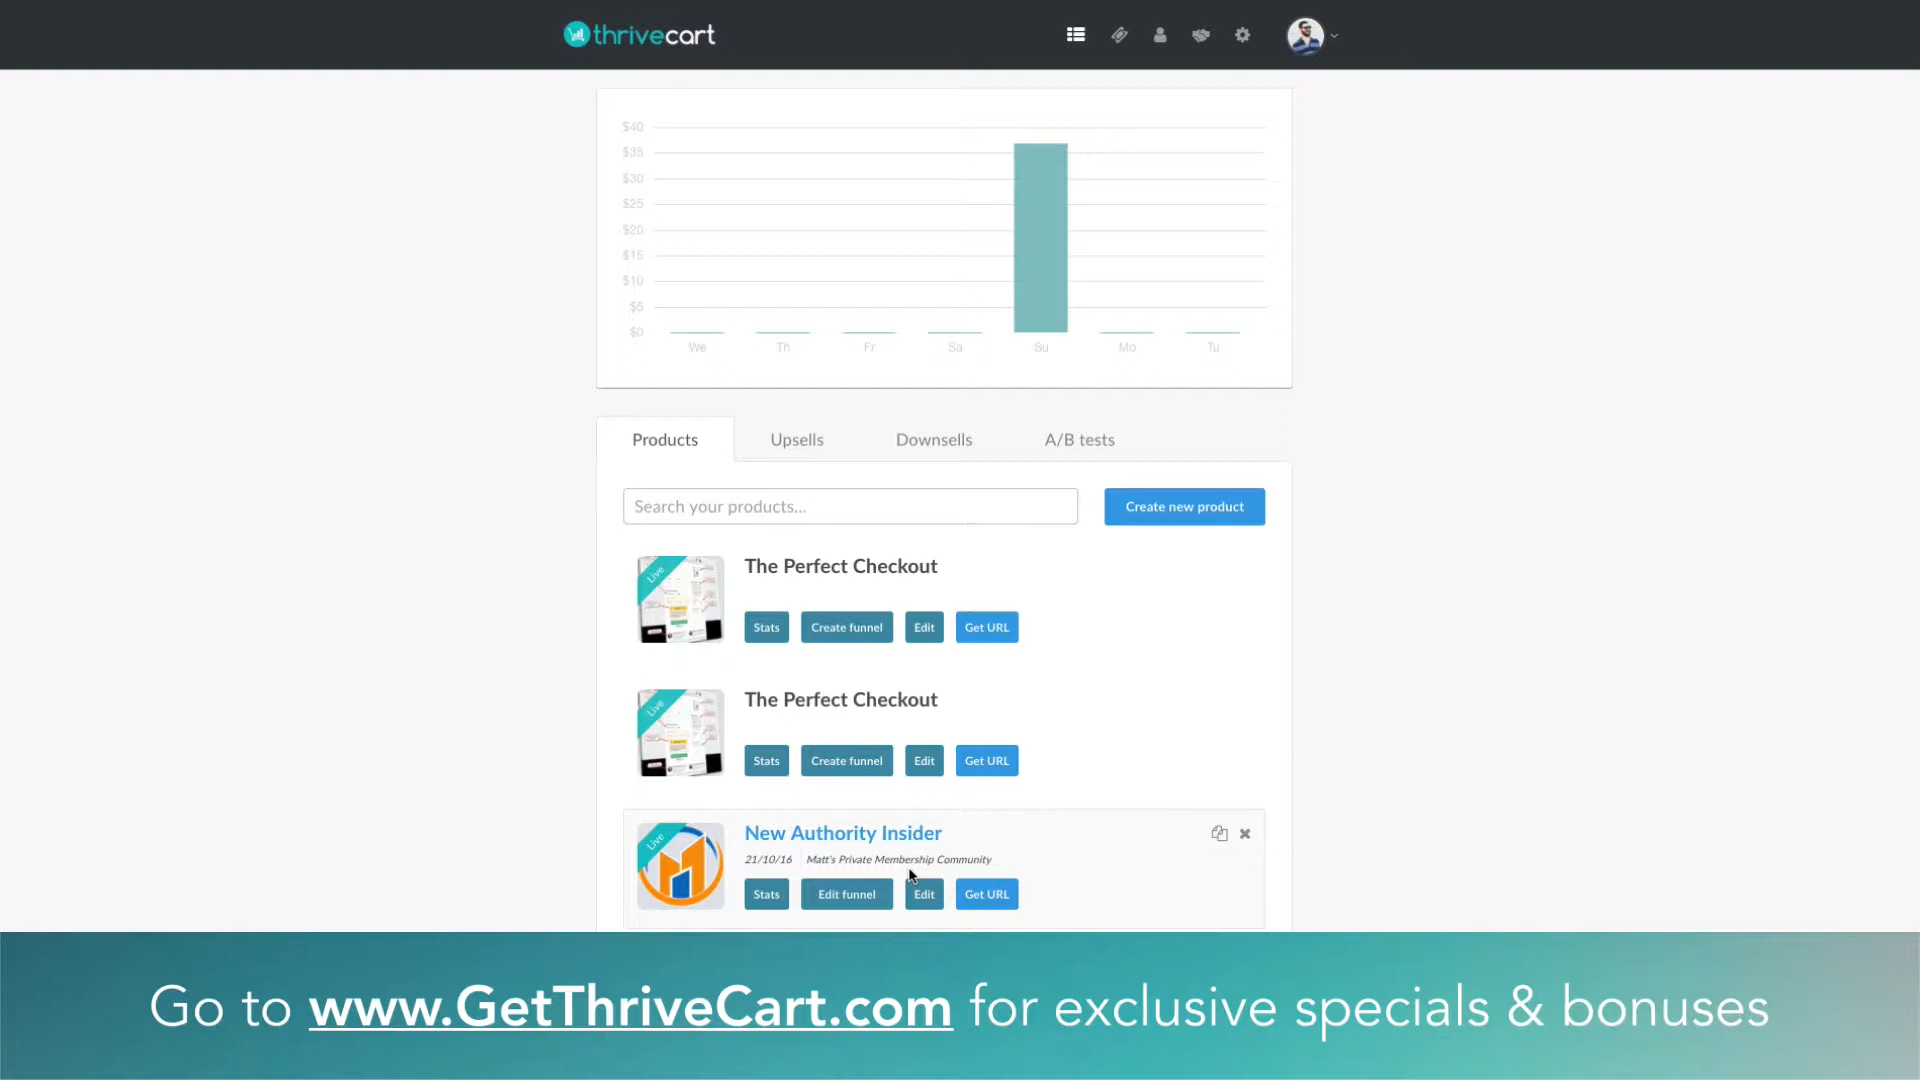 thrivecart
$40
$35
$30
$25
$20
$15
$10
$5
$0
We Th Fr Sa Su Mo Tu
Products Upsells Downsells A/B tests
Search your products... Create new product
Live
The Perfect Checkout
Stats Create funnel Edit Get URL
Live
The Perfect Checkout
Stats Create funnel Edit Get URL
Live
New Authority Insider
21/10/16 Matt's Private Membership Community
Stats Edit funnel Edit Get URL
Go to www.GetThriveCart.com for exclusive specials & bonuses